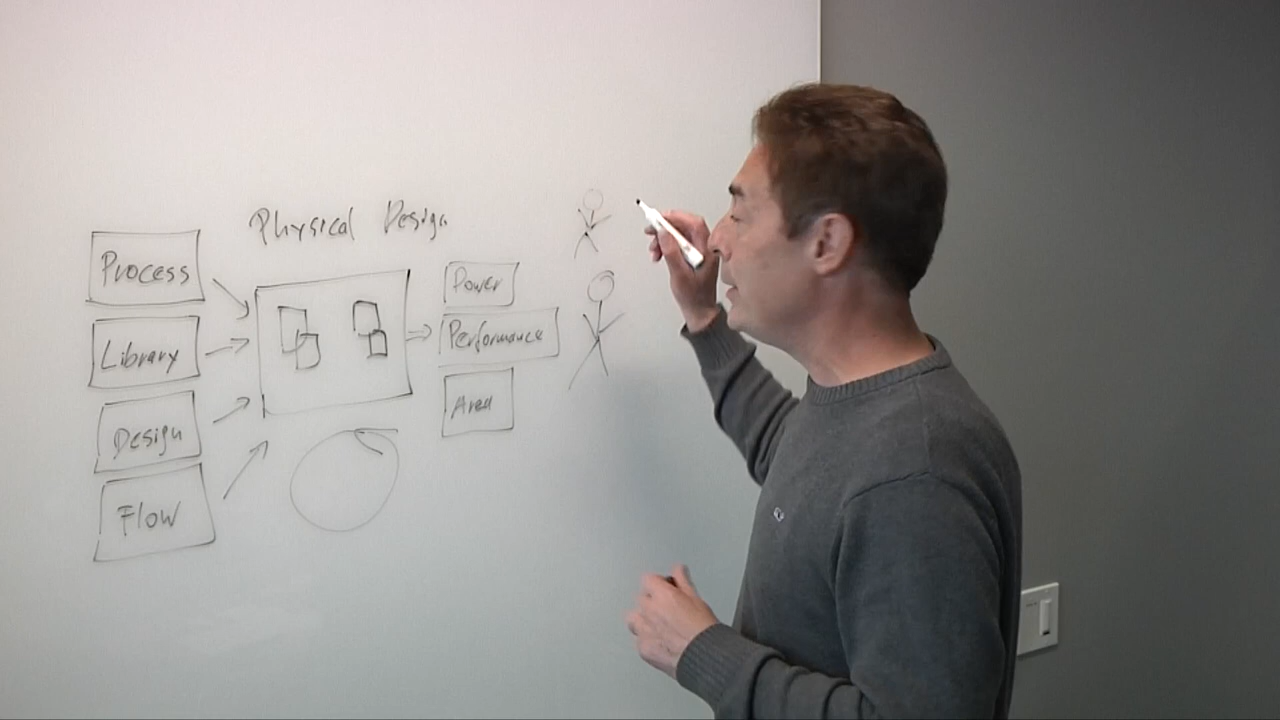 Physical Design
Process
Library
Design
Flow
Power
Performance
Area